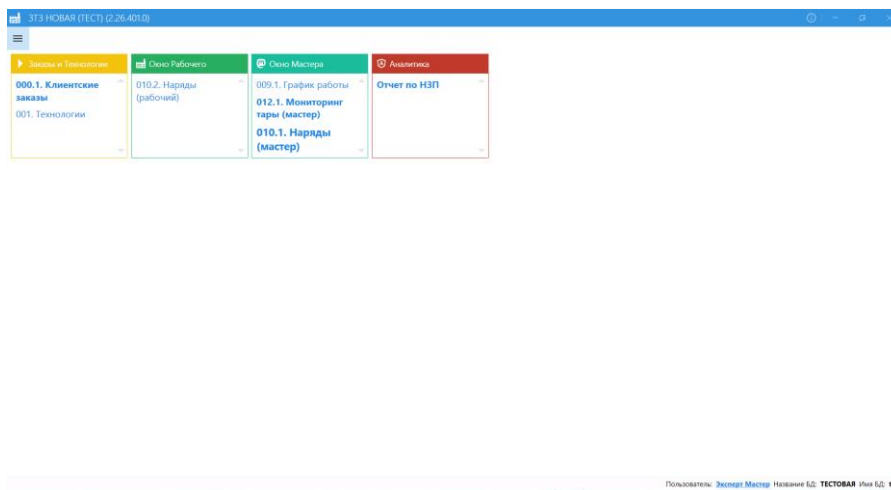 ЗТЗ НОВАЯ (ТЕСТ) (2.26.401.0)
Заказы и Технологии
000.1. Клиентские
заказы
001. Технологии
Окно Рабочего
010.2. Наряды
(рабочий)
Окно Мастера
009.1. График работы
012.1. Мониторинг
тары (мастер)
010.1. Наряды
(мастер)
Аналитика
Отчет по НЗП
Пользователь: Эксперт Мастер Название БД: ТЕСТОВАЯ Имя БД: